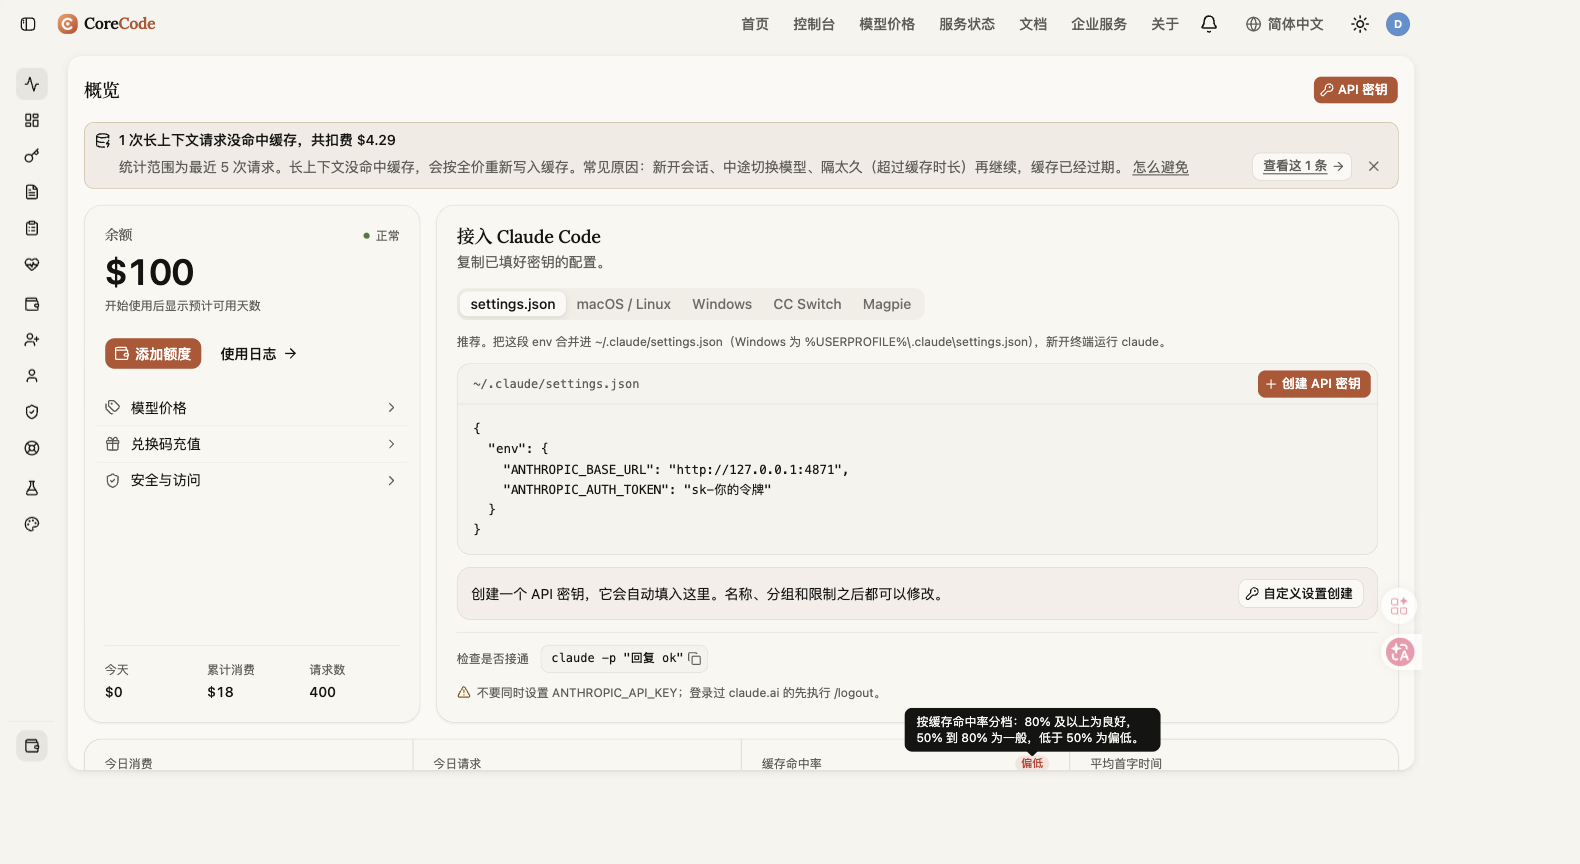 CoreCode
首页
控制台
模型价格
服务状态
文档
企业服务
关于
简体中文
D
概览
API 密钥
1 次长上下文请求没命中缓存，共扣费 $4.29
统计范围为最近 5 次请求。长上下文没命中缓存，会按全价重新写入缓存。常见原因：新开会话、中途切换模型、隔太久（超过缓存时长）再继续，缓存已经过期。 怎么避免
查看这 1 条 →
余额
正常
$100
开始使用后显示预计可用天数
添加额度
使用日志 →
模型价格
兑换码充值
安全与访问
今天
累计消费
请求数
$0
$18
400
接入 Claude Code
复制已填好密钥的配置。
settings.json
macOS / Linux
Windows
CC Switch
Magpie
推荐。把这段 env 合并进 ~/.claude/settings.json（Windows 为 %USERPROFILE%\.claude\settings.json），新开终端运行 claude。
~/.claude/settings.json
+ 创建 API 密钥
{
"env": {
"ANTHROPIC_BASE_URL": "http://127.0.0.1:4871",
"ANTHROPIC_AUTH_TOKEN": "sk-你的令牌"
}
}
创建一个 API 密钥，它会自动填入这里。名称、分组和限制之后都可以修改。
自定义设置创建
检查是否接通
claude -p "回复 ok"
不要同时设置 ANTHROPIC_API_KEY；登录过 claude.ai 的先执行 /logout。
按缓存命中率分档：80% 及以上为良好，
50% 到 80% 为一般，低于 50% 为偏低。
今日消费
今日请求
缓存命中率
偏低
平均首字时间